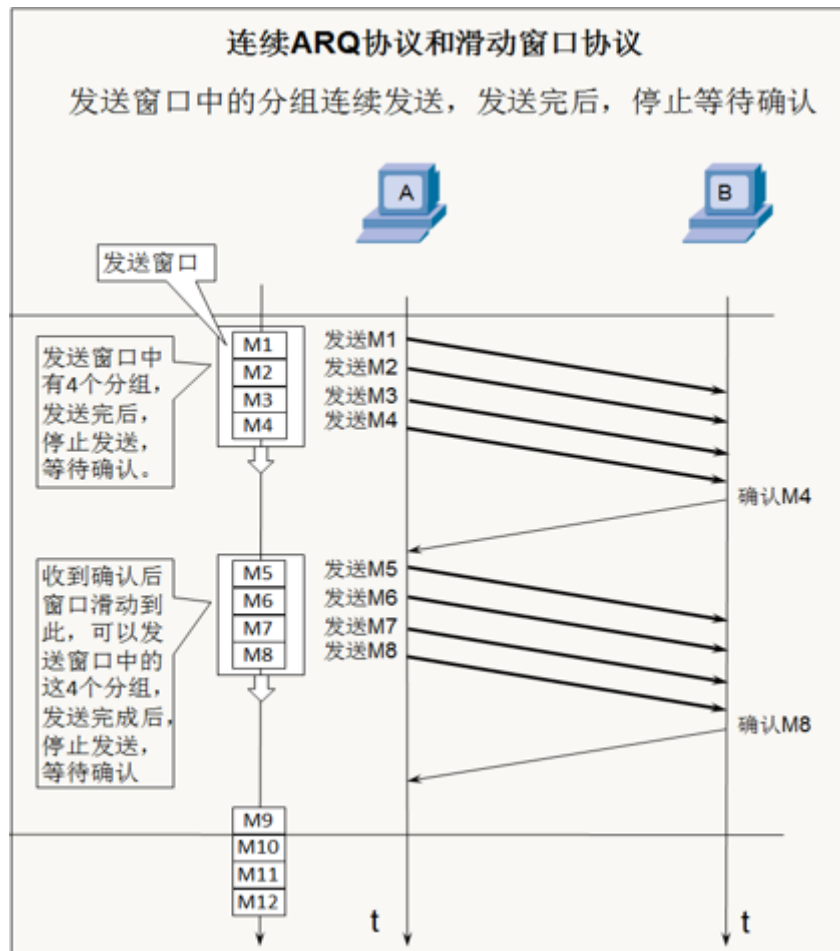 连续ARQ协议和滑动窗口协议
发送窗口中的分组连续发送，发送完后，停止等待确认
A
B
发送窗口
发送窗口中
有4个分组，
发送完后，
停止发送，
等待确认。
M1
M2
M3
M4
发送M1
发送M2
发送M3
发送M4
确认M4
收到确认后
窗口滑动到
此，可以发
送窗口中的
这4个分组，
发送完成后，
停止发送，
等待确认
M5
M6
M7
M8
发送M5
发送M6
发送M7
发送M8
确认M8
M9
M10
M11
M12
t
t